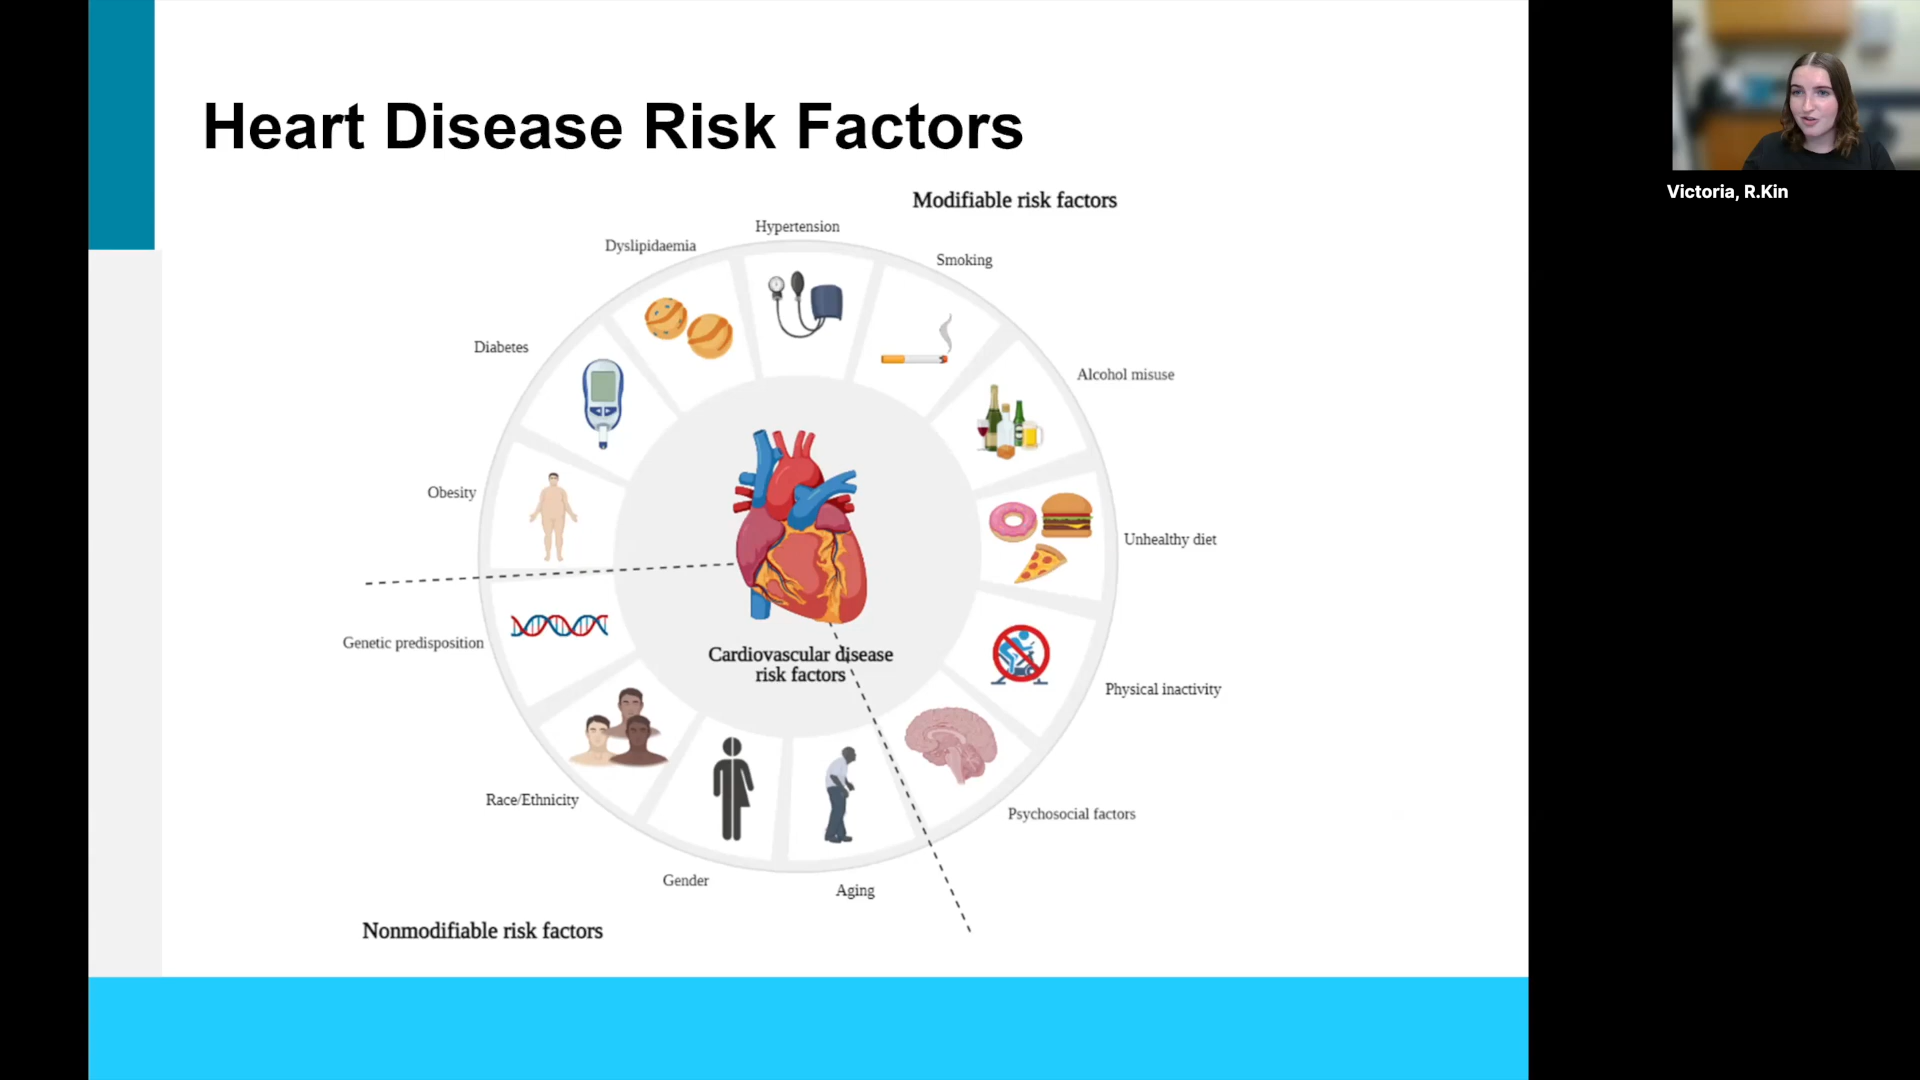 Heart Disease Risk Factors
Modifiable risk factors
Hypertension
Dyslipidaemia
Smoking
Diabetes
Alcohol misuse
Obesity
Unhealthy diet
Genetic predisposition
Cardiovascular disease
risk factors
Physical inactivity
Race/Ethnicity
Psychosocial factors
Gender
Aging
Nonmodifiable risk factors
Victoria, R.Kin